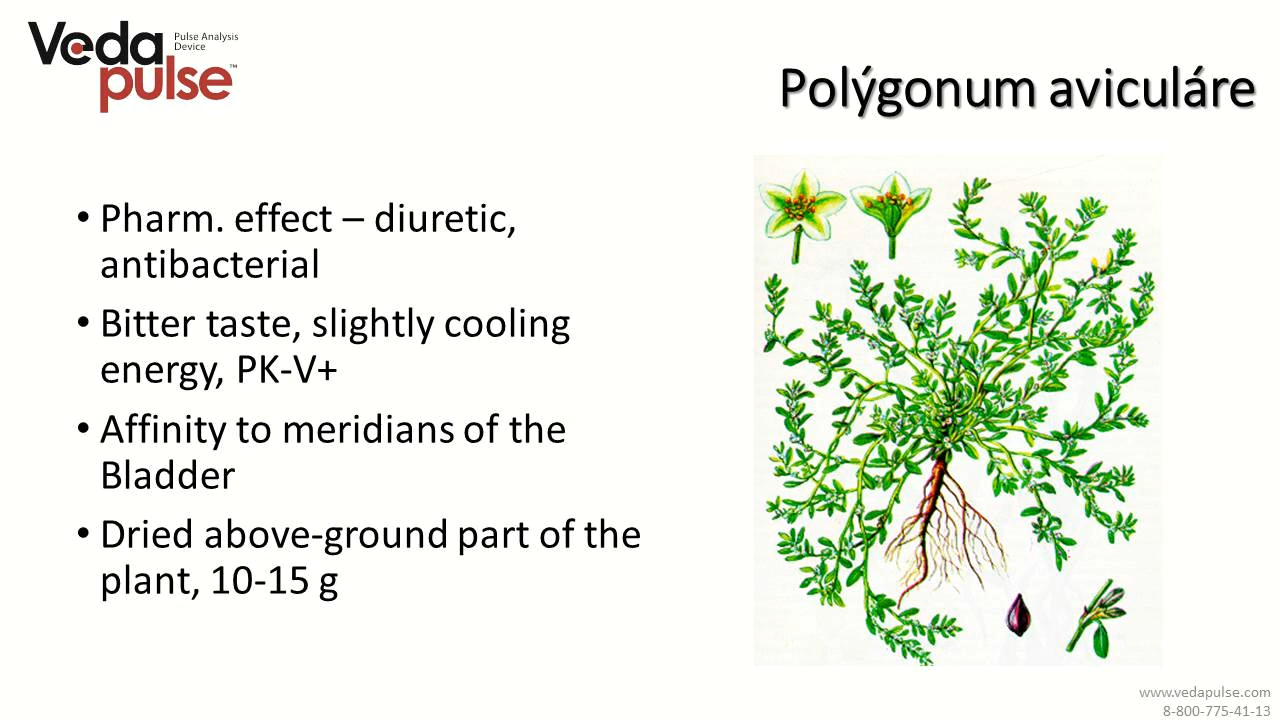 Veda
Pulse Analysis
Device
pulse™
Polýgonum aviculáre
• Pharm. effect – diuretic,
antibacterial
• Bitter taste, slightly cooling
energy, PK-V+
• Affinity to meridians of the
Bladder
• Dried above-ground part of the
plant, 10-15 g
www.vedapulse.com
8-800-775-41-13